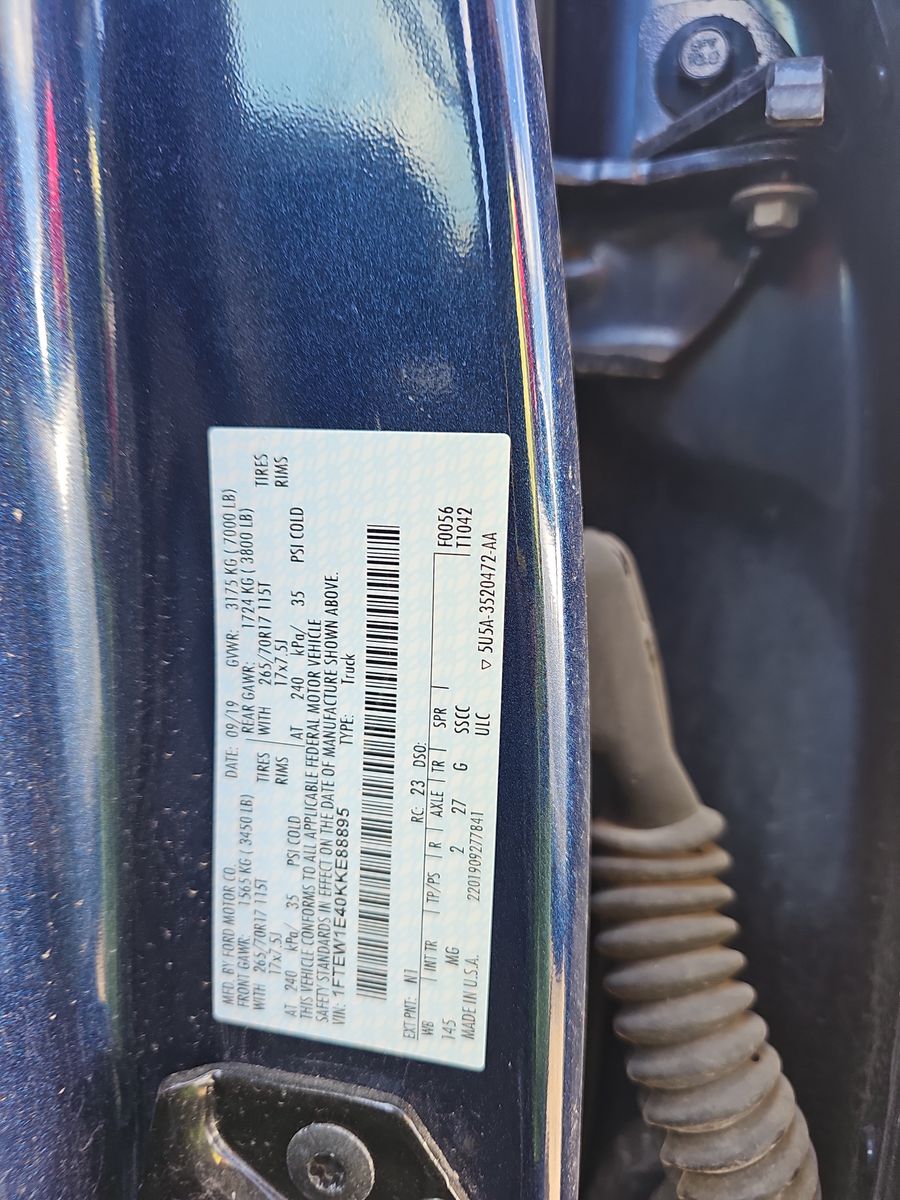 MFD. BY FORD MOTOR CO. DATE: 09/19 GVWR: 3175 KG ( 7000 LB)
FRONT GAWR: 1565 KG ( 3450 LB) REAR GAWR: 1724 KG ( 3800 LB)
WITH 265/70R17 115T TIRES WITH 265/70R17 115T TIRES
17x7.5J RIMS 17x7.5J RIMS
AT 240 kPa/ 35 PSI COLD AT 240 kPa/ 35 PSI COLD
THIS VEHICLE CONFORMS TO ALL APPLICABLE FEDERAL MOTOR VEHICLE
SAFETY STANDARDS IN EFFECT ON THE DATE OF MANUFACTURE SHOWN ABOVE.
VIN: 1FTEW1E40KKE88895 TYPE: Truck
EXT PNT: N1 RC: 23 DSO: F0056
WB INT TR TP/PS R AXLE TR SPR T1042
145 MG 2 27 G SSCC
MADE IN U.S.A. 2201909277841 ULC ▽ 5U5A-3520472-AA